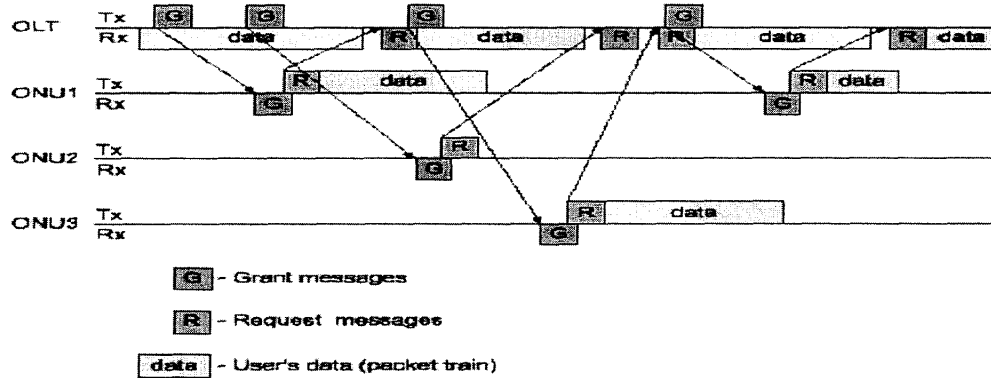 OLT Tx G G G G
Rx data R data R R data R data
ONU1 Tx R data R data
Rx G G
ONU2 Tx R
Rx G
ONU3 Tx R data
Rx G
G - Grant messages
R - Request messages
data - User's data (packet train)